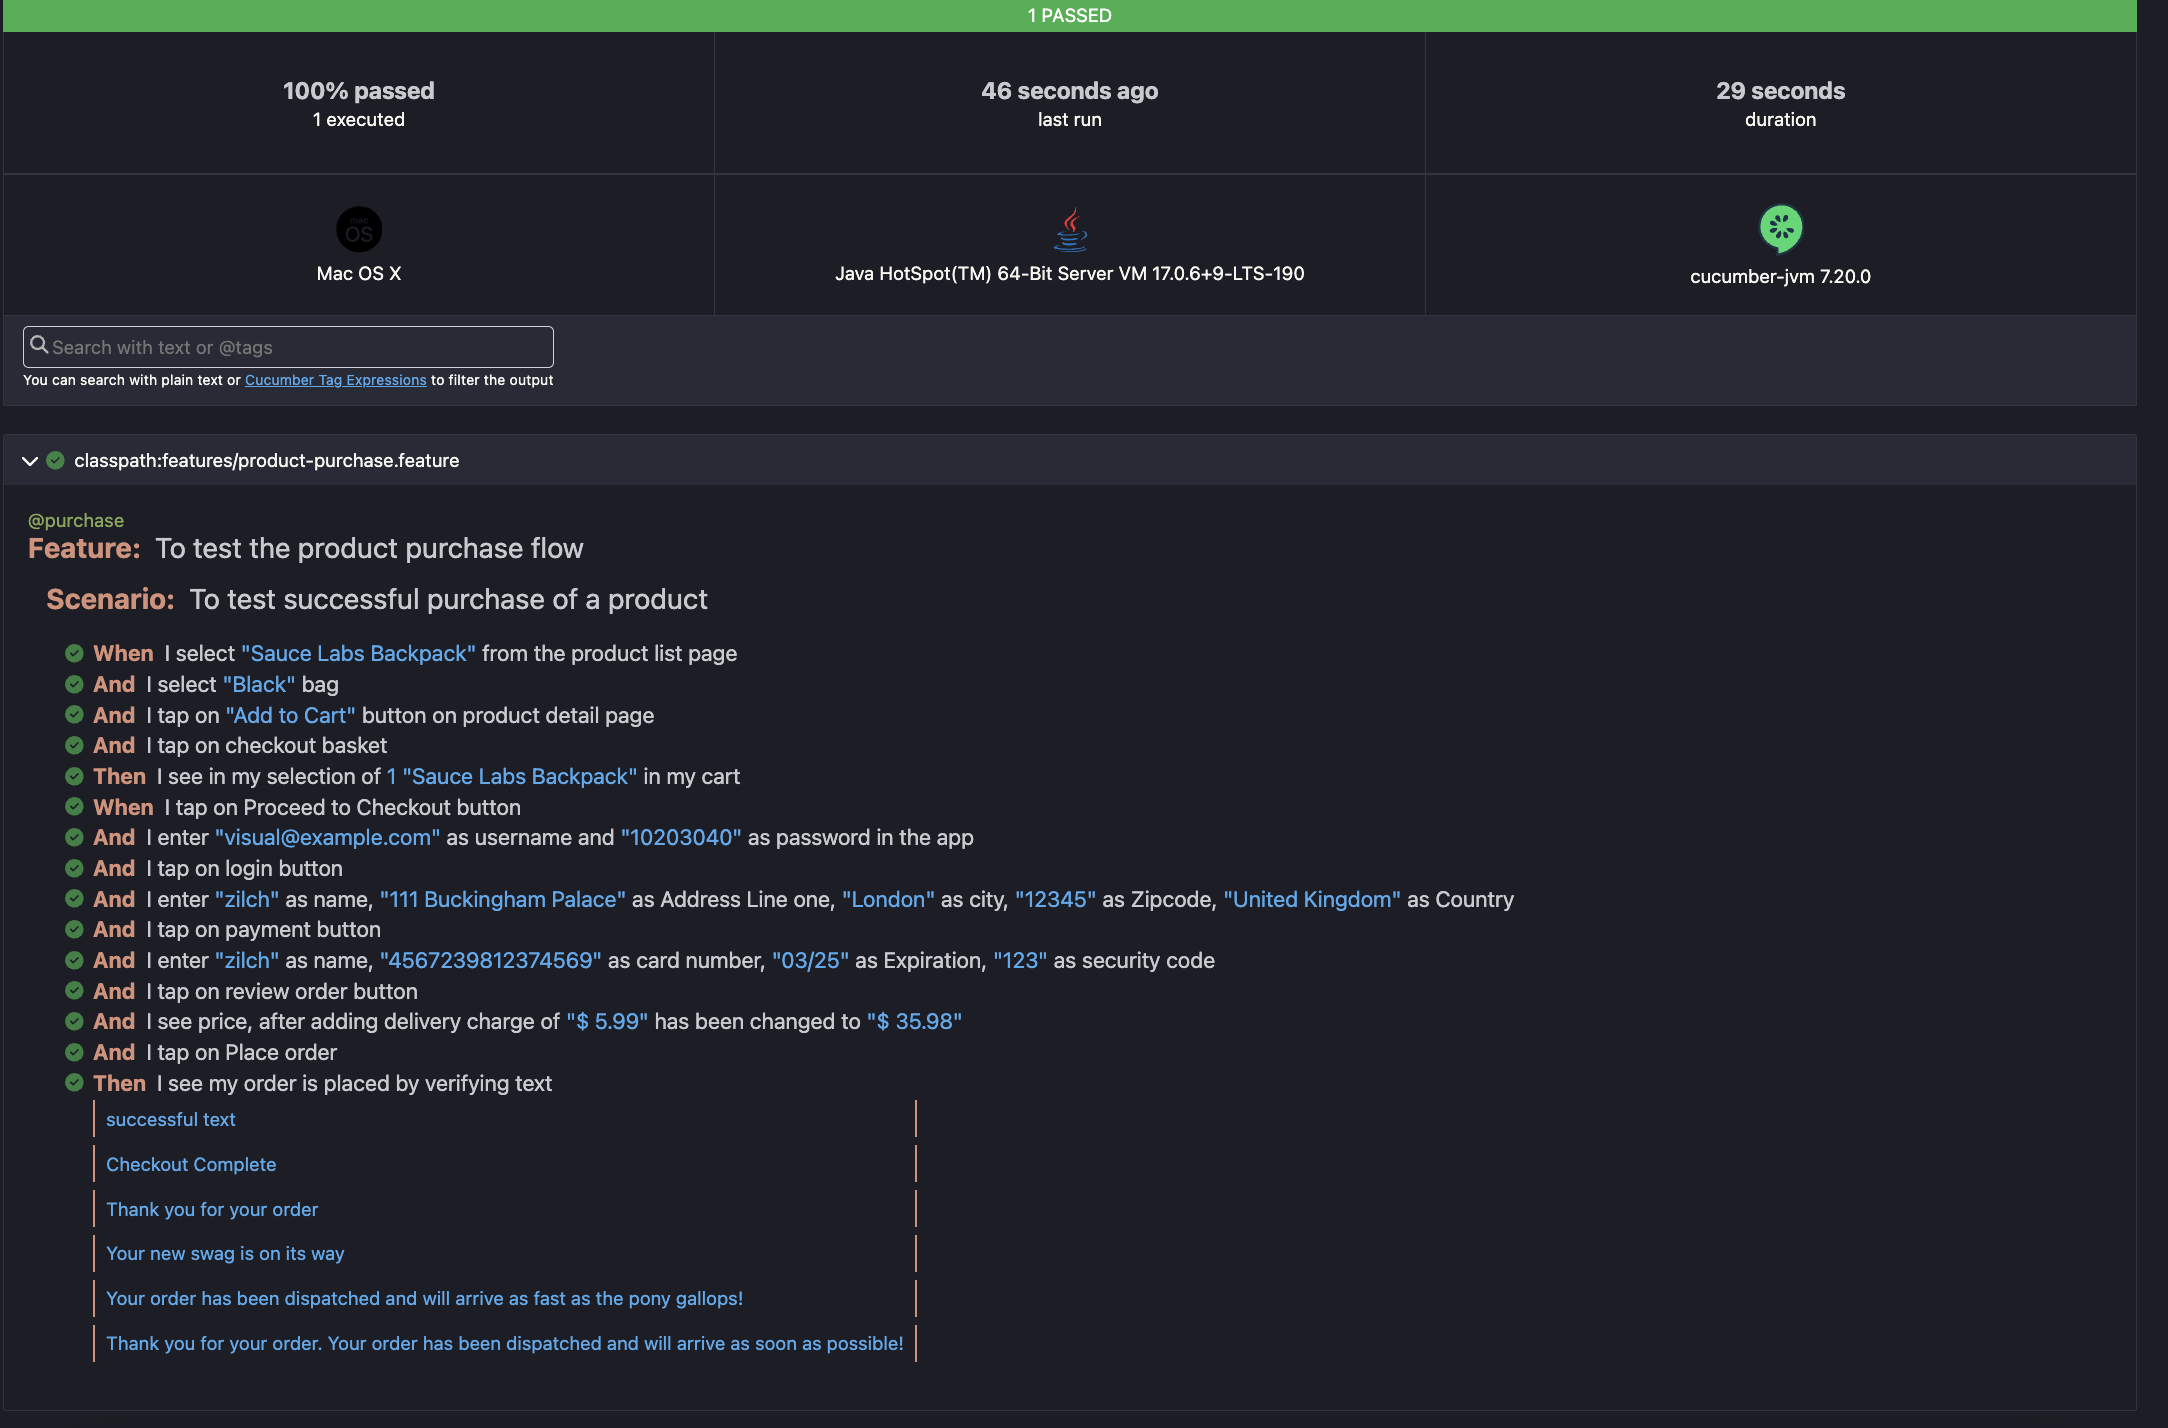 1 PASSED
100% passed
1 executed
46 seconds ago
last run
29 seconds
duration
mac
OS
Mac OS X
Java HotSpot(TM) 64-Bit Server VM 17.0.6+9-LTS-190
cucumber-jvm 7.20.0
Search with text or @tags
You can search with plain text or Cucumber Tag Expressions to filter the output
classpath:features/product-purchase.feature
@purchase
Feature: To test the product purchase flow
Scenario: To test successful purchase of a product
When I select "Sauce Labs Backpack" from the product list page
And I select "Black" bag
And I tap on "Add to Cart" button on product detail page
And I tap on checkout basket
Then I see in my selection of 1 "Sauce Labs Backpack" in my cart
When I tap on Proceed to Checkout button
And I enter "visual@example.com" as username and "10203040" as password in the app
And I tap on login button
And I enter "zilch" as name, "111 Buckingham Palace" as Address Line one, "London" as city, "12345" as Zipcode, "United Kingdom" as Country
And I tap on payment button
And I enter "zilch" as name, "4567239812374569" as card number, "03/25" as Expiration, "123" as security code
And I tap on review order button
And I see price, after adding delivery charge of "$ 5.99" has been changed to "$ 35.98"
And I tap on Place order
Then I see my order is placed by verifying text
successful text
Checkout Complete
Thank you for your order
Your new swag is on its way
Your order has been dispatched and will arrive as fast as the pony gallops!
Thank you for your order. Your order has been dispatched and will arrive as soon as possible!